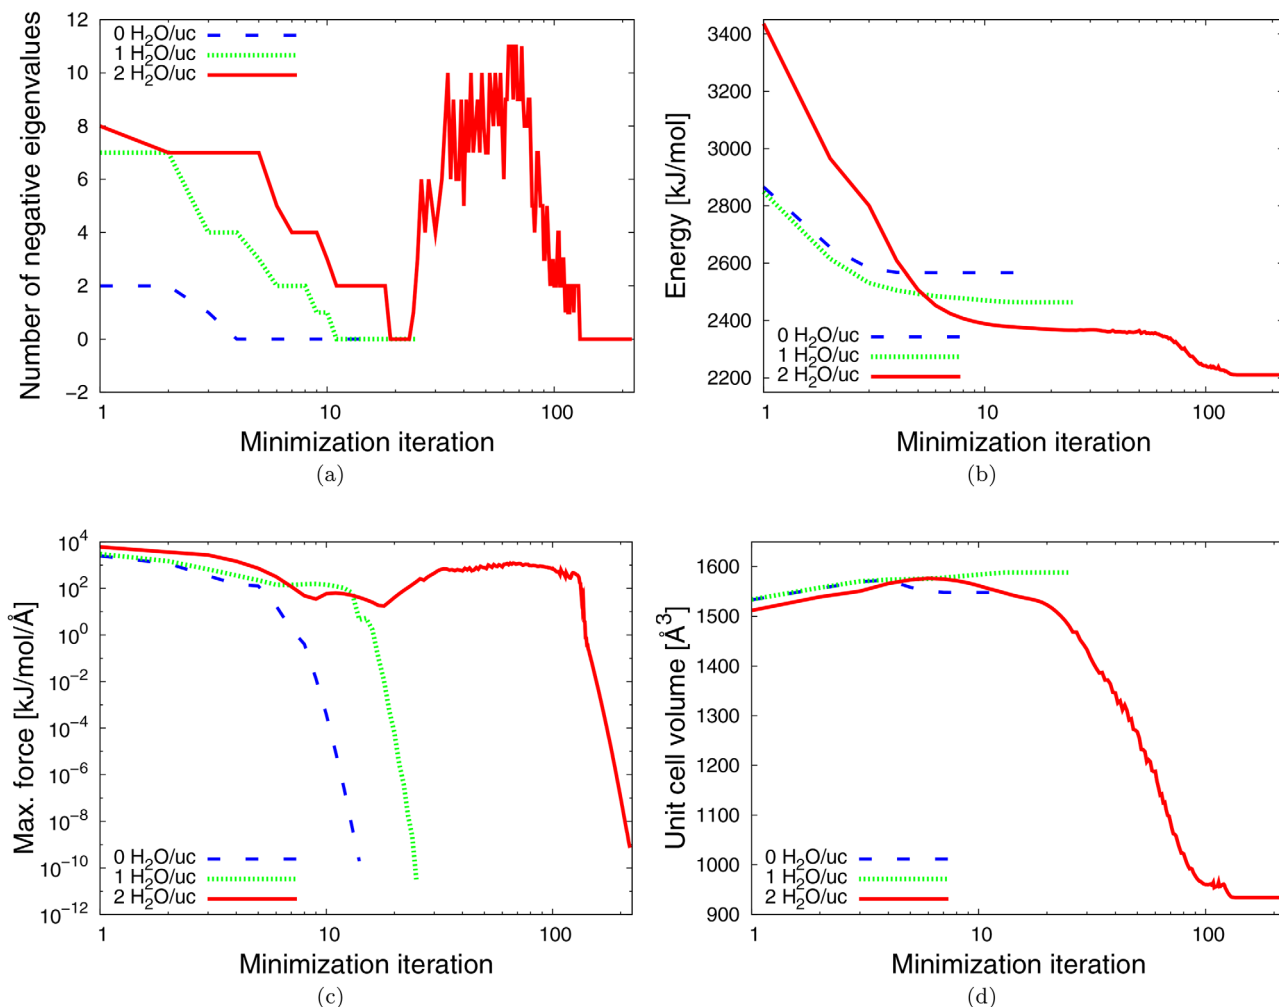 Number of negative eigenvalues
12
10
8
6
4
2
0
−2
0 H2O/uc
1 H2O/uc
2 H2O/uc
1
10
100
Minimization iteration
(a)
Energy [kJ/mol]
3400
3200
3000
2800
2600
2400
2200
0 H2O/uc
1 H2O/uc
2 H2O/uc
1
10
100
Minimization iteration
(b)
Max. force [kJ/mol/Å]
10^4
10^2
10^0
10^−2
10^−4
10^−6
10^−8
10^−10
10^−12
0 H2O/uc
1 H2O/uc
2 H2O/uc
1
10
100
Minimization iteration
(c)
Unit cell volume [Å^3]
1600
1500
1400
1300
1200
1100
1000
900
0 H2O/uc
1 H2O/uc
2 H2O/uc
1
10
100
Minimization iteration
(d)